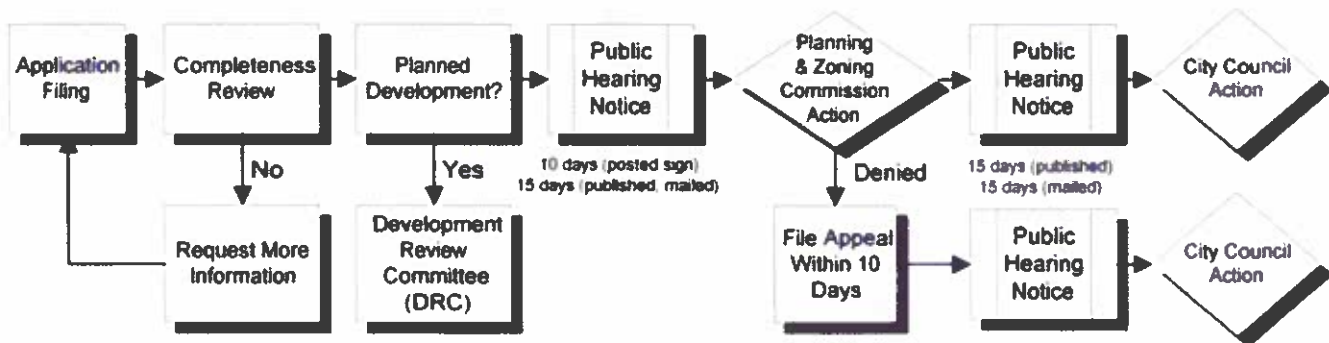 Application
Filing
Completeness
Review
Planned
Development?
Public
Hearing
Notice
Planning
& Zoning
Commission
Action
Public
Hearing
Notice
City Council
Action
No
Yes
10 days (posted sign)
15 days (published, mailed)
Denied
15 days (published)
15 days (mailed)
Request More
Information
Development
Review
Committee
(DRC)
File Appeal
Within 10
Days
Public
Hearing
Notice
City Council
Action